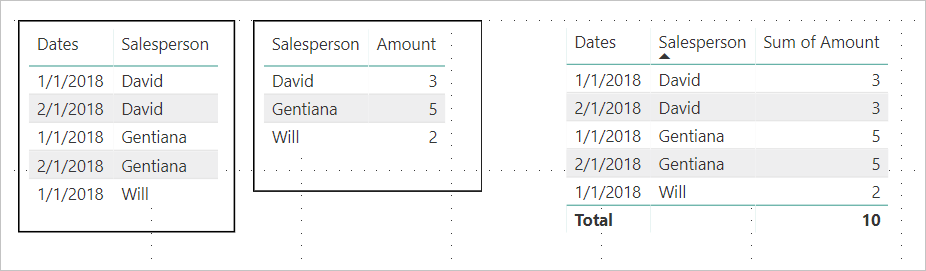 Dates Salesperson
1/1/2018 David
2/1/2018 David
1/1/2018 Gentiana
2/1/2018 Gentiana
1/1/2018 Will
Salesperson Amount
David 3
Gentiana 5
Will 2
Dates Salesperson Sum of Amount
1/1/2018 David 3
2/1/2018 David 3
1/1/2018 Gentiana 5
2/1/2018 Gentiana 5
1/1/2018 Will 2
Total 10